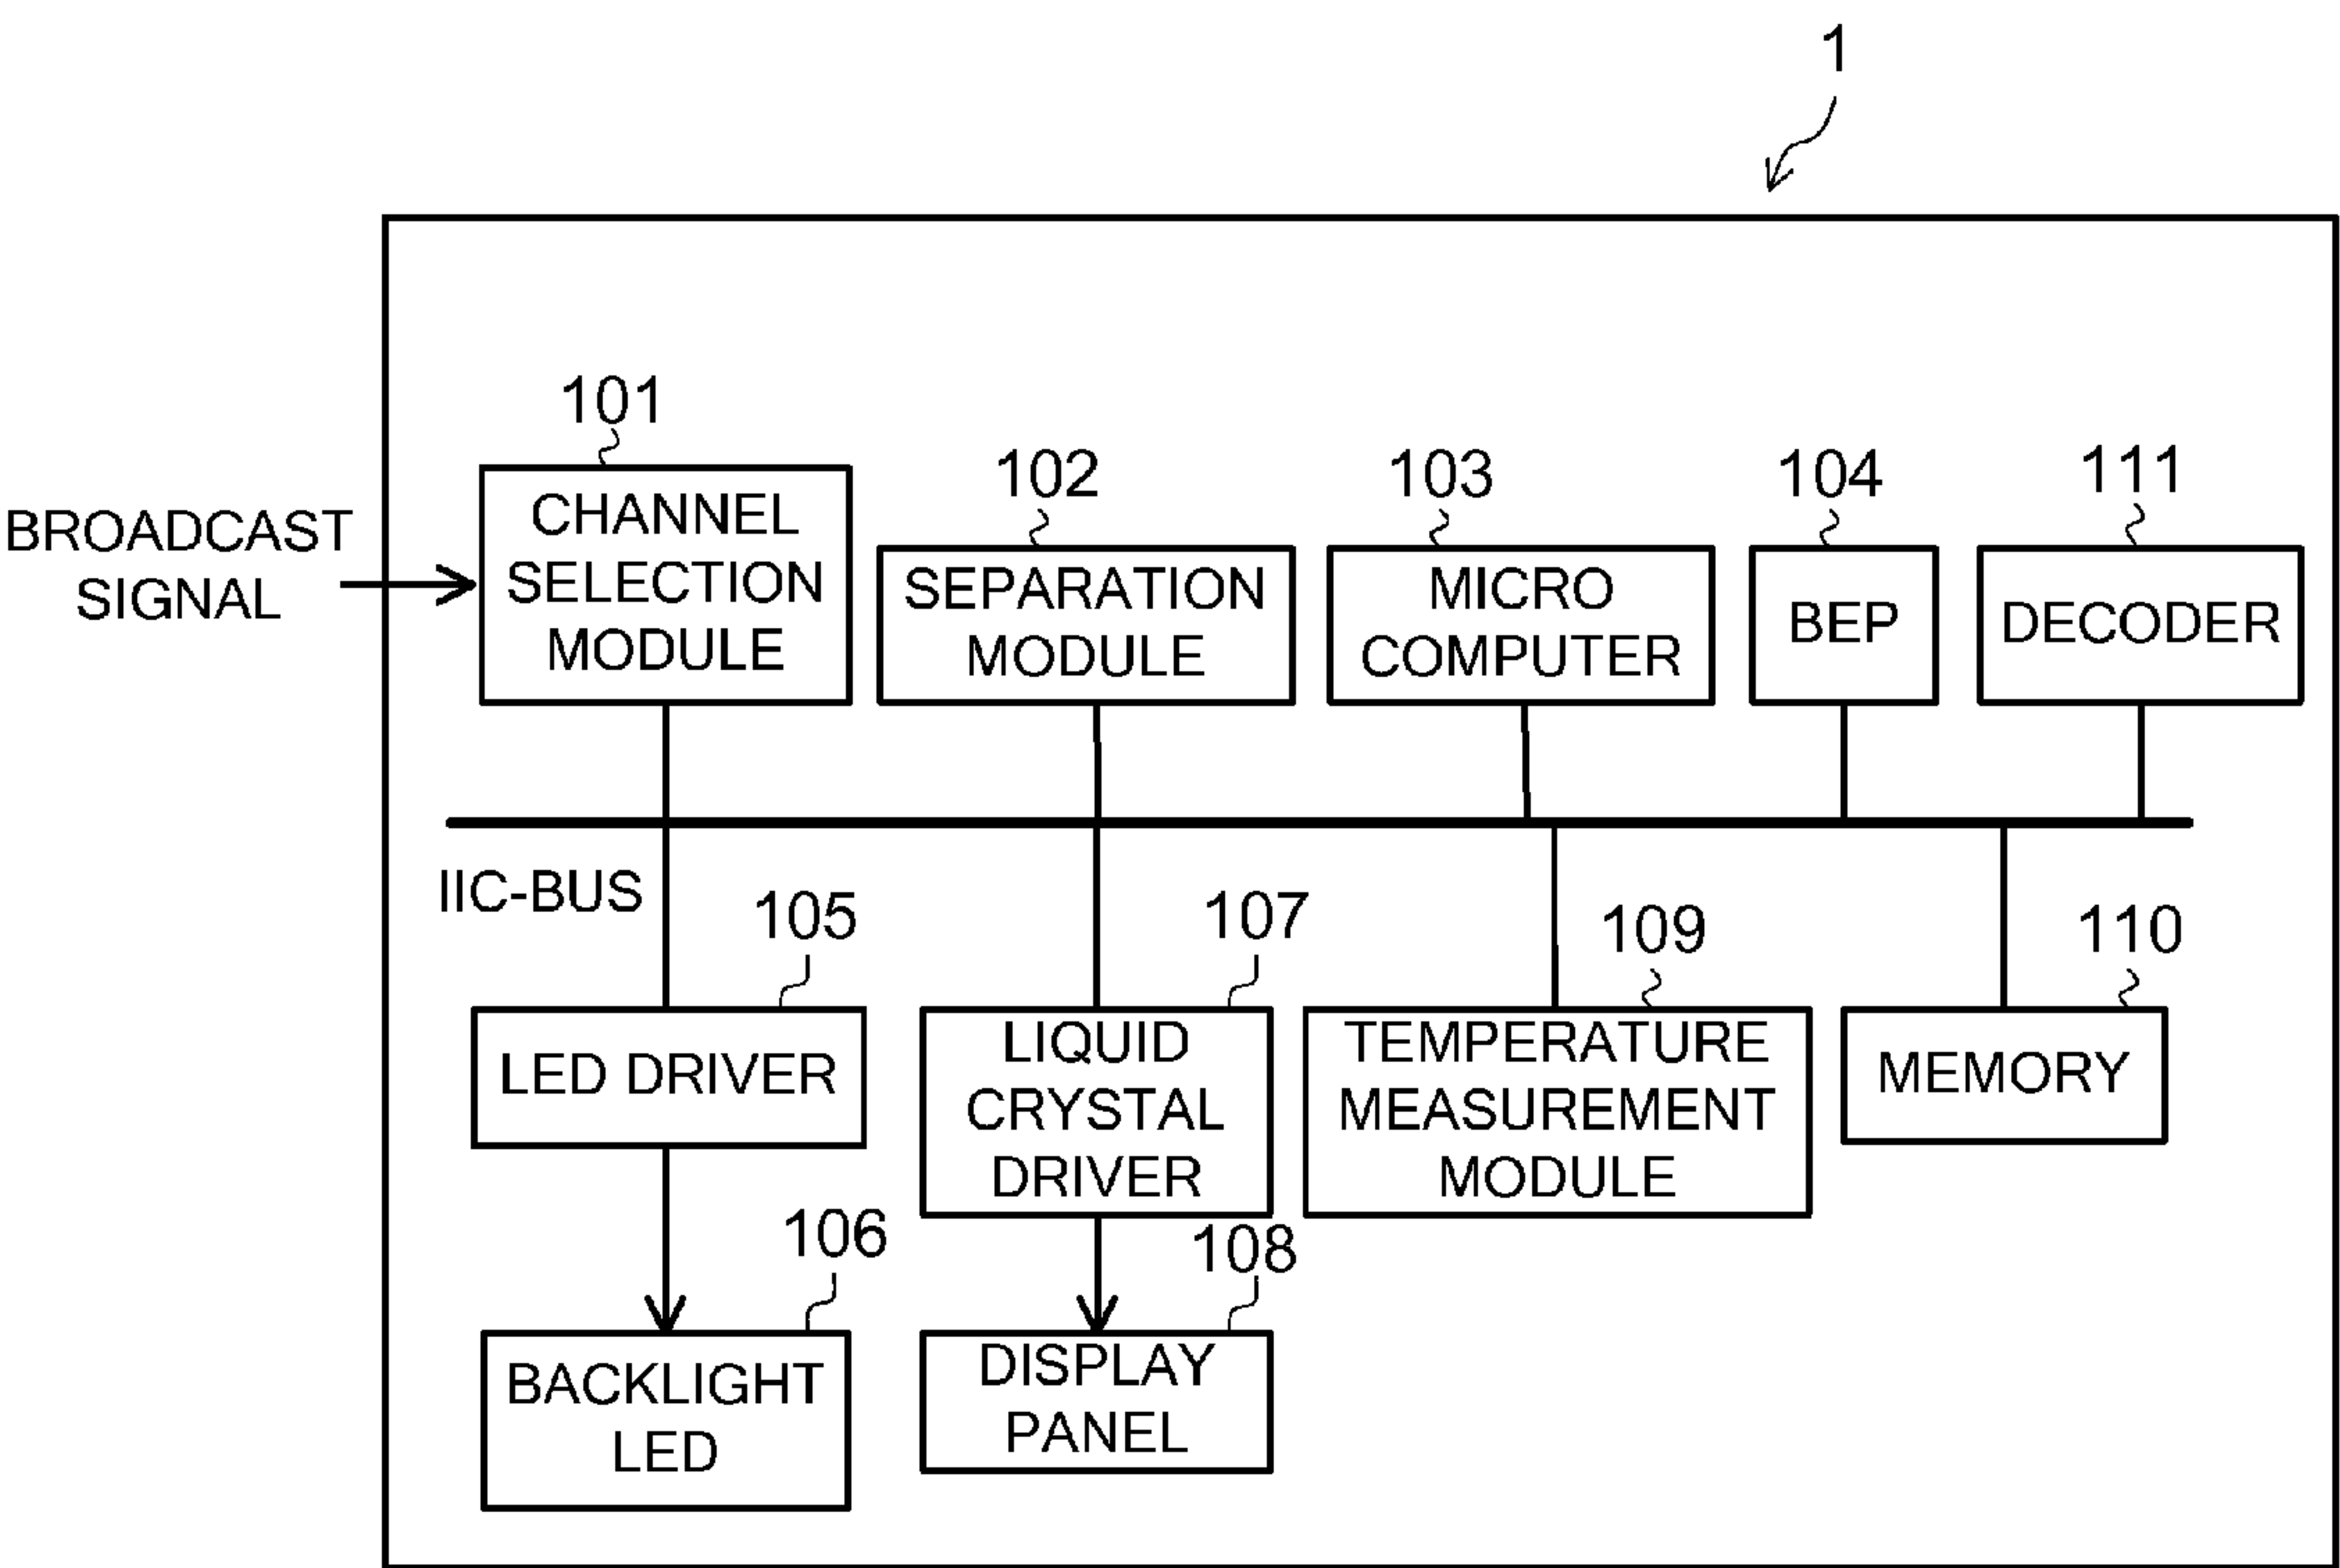 1
101
102
103
104
111
BROADCAST
SIGNAL
CHANNEL
SELECTION
MODULE
SEPARATION
MODULE
MICRO
COMPUTER
BEP
DECODER
IIC-BUS
105
107
109
110
LED DRIVER
LIQUID
CRYSTAL
DRIVER
TEMPERATURE
MEASUREMENT
MODULE
MEMORY
106
108
BACKLIGHT
LED
DISPLAY
PANEL